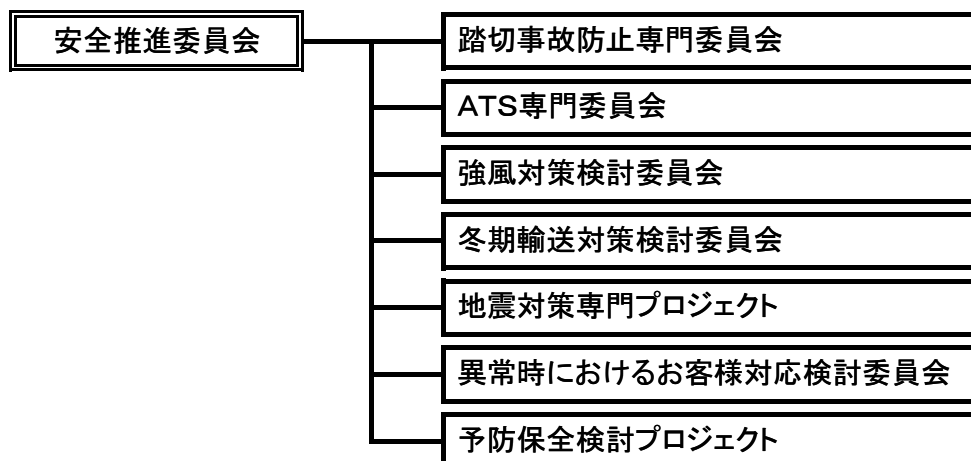 安全推進委員会
踏切事故防止専門委員会
ATS専門委員会
強風対策検討委員会
冬期輸送対策検討委員会
地震対策専門プロジェクト
異常時におけるお客様対応検討委員会
予防保全検討プロジェクト